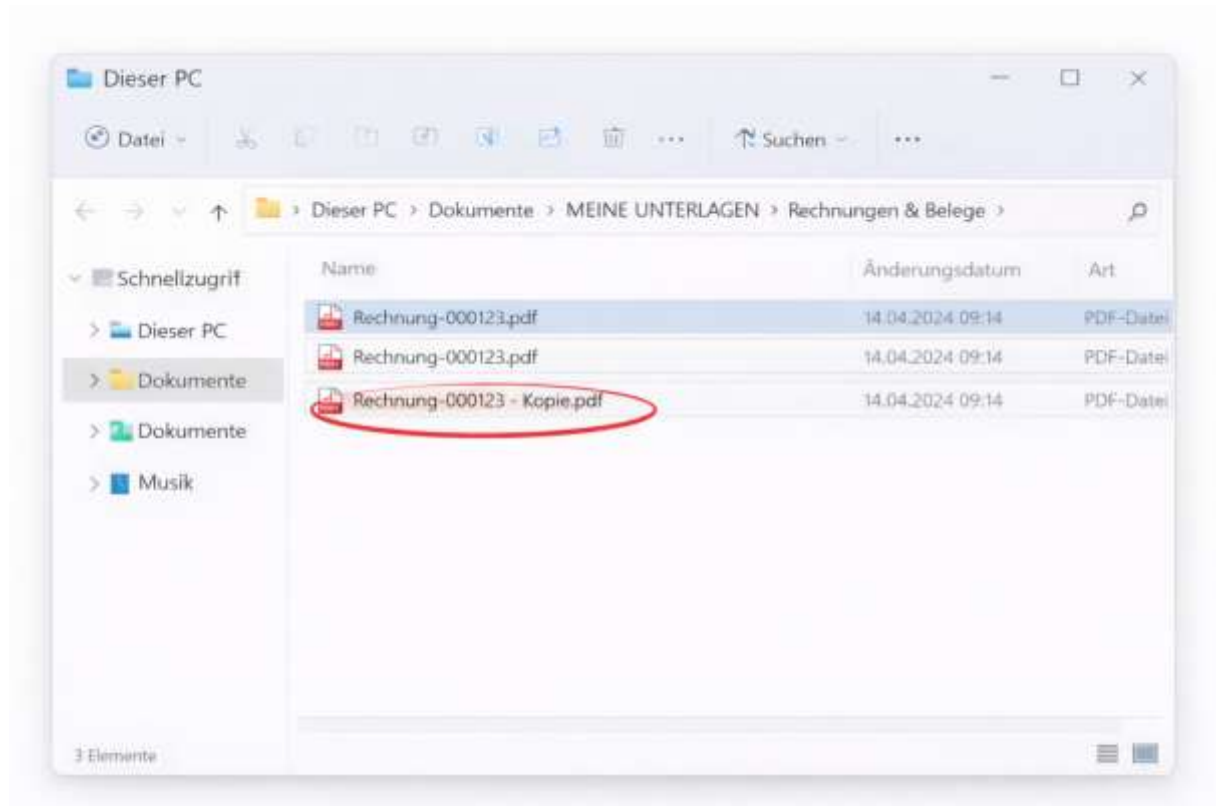 Dieser PC
Datei Suchen ...
Dieser PC > Dokumente > MEINE UNTERLAGEN > Rechnungen & Belege >
Schnellzugrif
Dieser PC
Dokumente
Dokumente
Musik
Name Änderungsdatum Art
Rechnung-000123.pdf 14.04.2024 09:14 PDF-Datei
Rechnung-000123.pdf 14.04.2024 09:14 PDF-Datei
Rechnung-000123 - Kopie.pdf 14.04.2024 09:14 PDF-Datei
3 Elemente